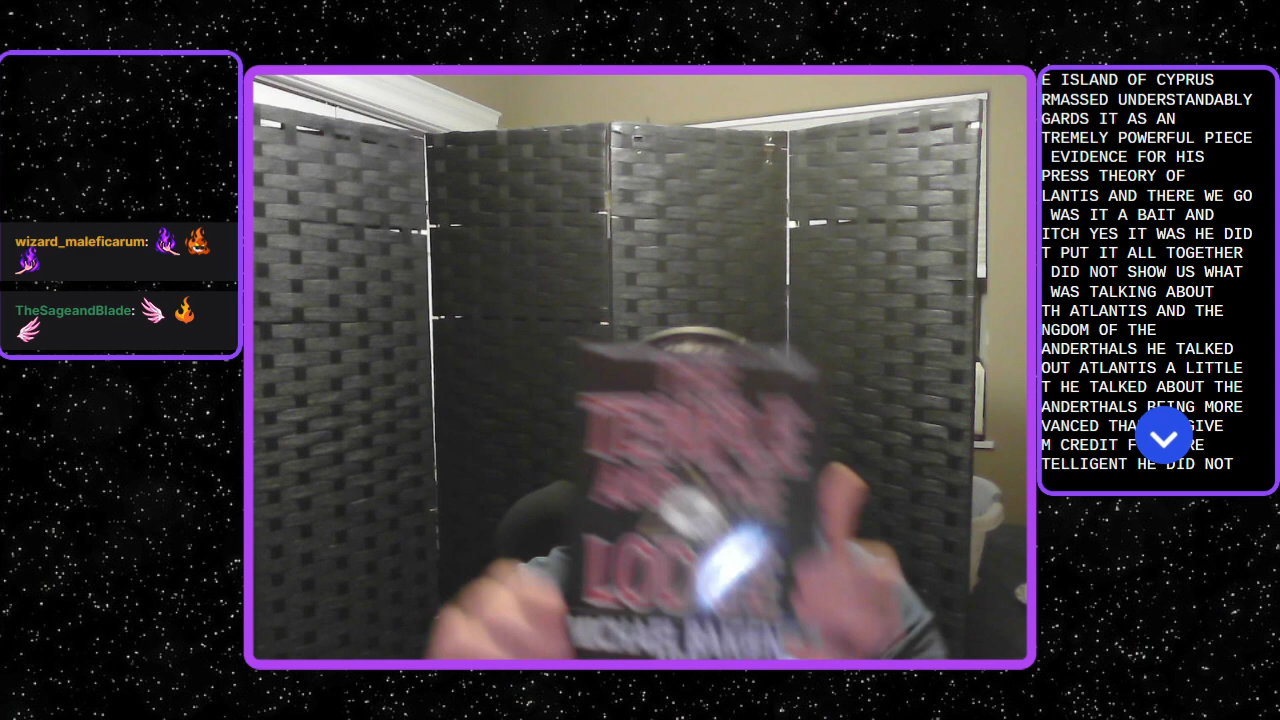 wizard_maleficarum:
TheSageandBlade:
E ISLAND OF CYPRUS
RMASSED UNDERSTANDABLY
GARDS IT AS AN
TREMELY POWERFUL PIECE
EVIDENCE FOR HIS
PRESS THEORY OF
LANTIS AND THERE WE GO
WAS IT A BAIT AND
ITCH YES IT WAS HE DID
T PUT IT ALL TOGETHER
DID NOT SHOW US WHAT
WAS TALKING ABOUT
TH ATLANTIS AND THE
NGDOM OF THE
ANDERTHALS HE TALKED
OUT ATLANTIS A LITTLE
T HE TALKED ABOUT THE
ANDERTHALS BEING MORE
VANCED GIVE
M CREDIT
TELLIGENT HE DID NOT